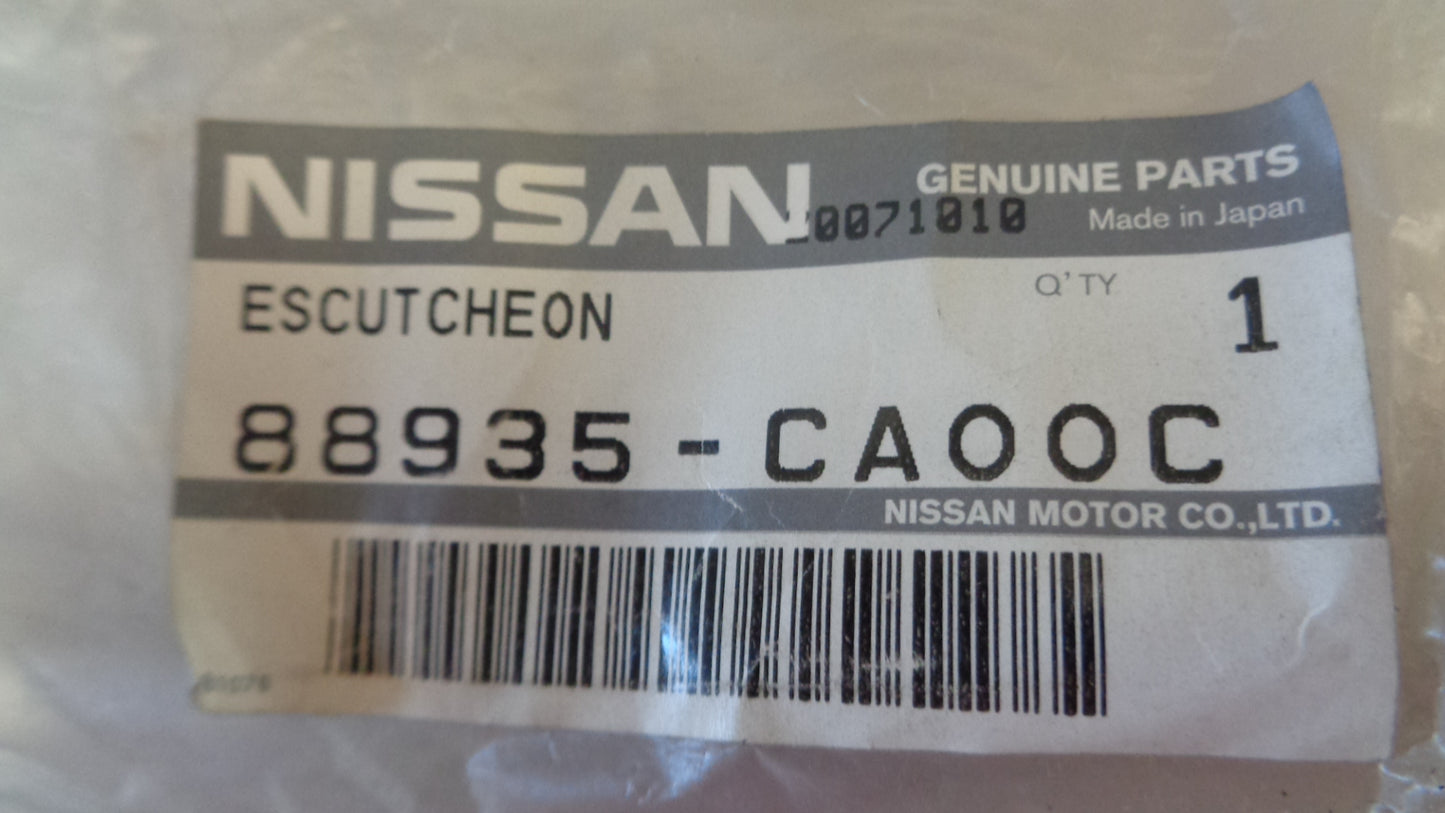 NISSAN GENUINE PARTS
20071010 Made in Japan
ESCUTCHEON Q'TY 1
88935-CA00C
NISSAN MOTOR CO.,LTD.